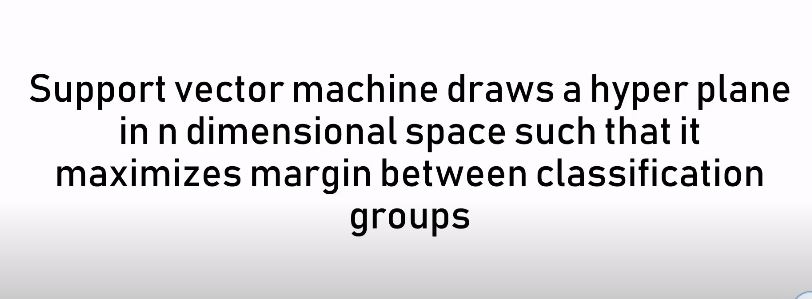 Support vector machine draws a hyper plane
in n dimensional space such that it
maximizes margin between classification
groups